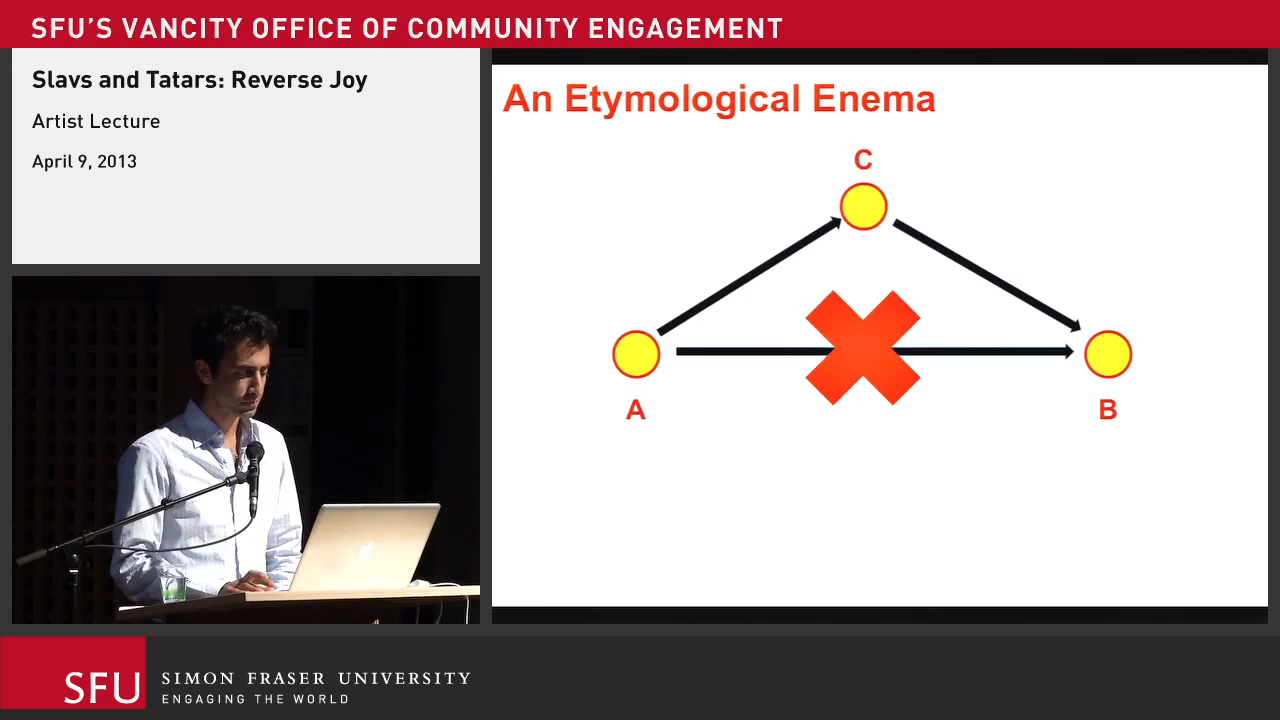 SFU'S VANCITY OFFICE OF COMMUNITY ENGAGEMENT
Slavs and Tatars: Reverse Joy
Artist Lecture
April 9, 2013
An Etymological Enema
C
A
B
SFU
SIMON FRASER UNIVERSITY
ENGAGING THE WORLD